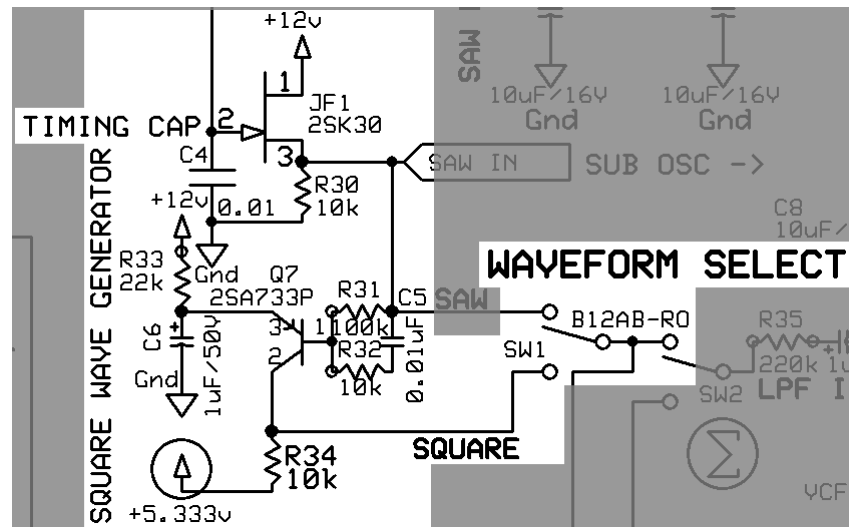 +12v
SAW
1
JF1
2SK30
10uF/16V
10uF/16V
Gnd
Gnd
TIMING CAP
2
3
C4
SAW IN
SUB OSC ->
R30
10k
+12v
0.01
C8
10uF/
R33
22k
Gnd
Q7
2SA733P
WAVEFORM SELECT
R31
100k
C5
SAW
B12AB-RO
R35
220k
1u
3
1
2
C6
+
1uF/50V
R32
10k
0.01uF
SW1
SW2
LPF I
Gnd
SQUARE
R34
10k
Σ
VCF
+5.333v
SQUARE WAVE GENERATOR